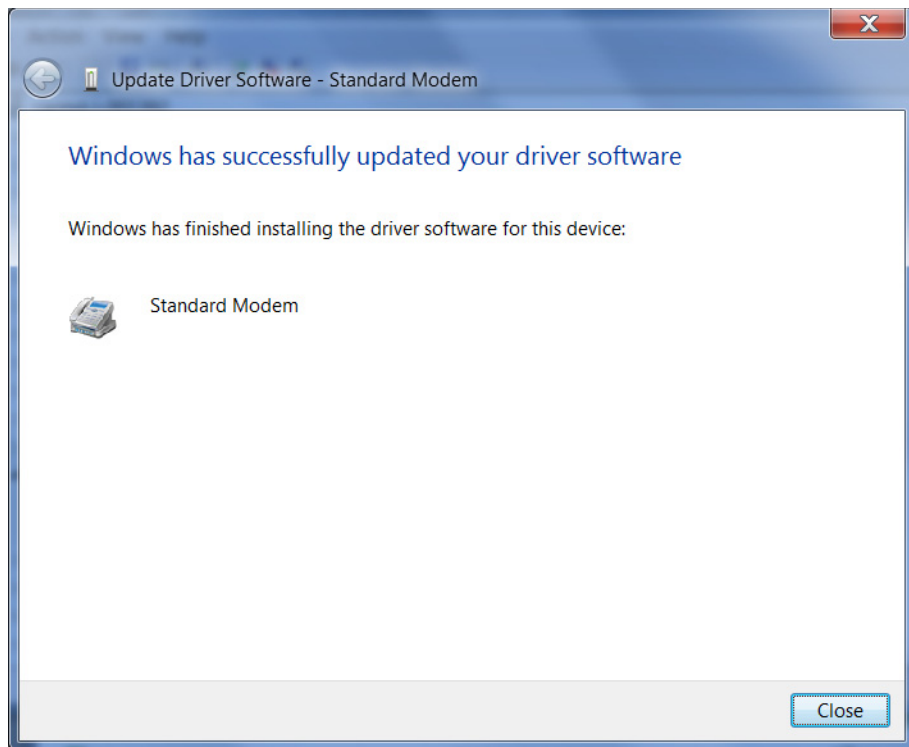 Update Driver Software - Standard Modem
Windows has successfully updated your driver software
Windows has finished installing the driver software for this device:
Standard Modem
Close